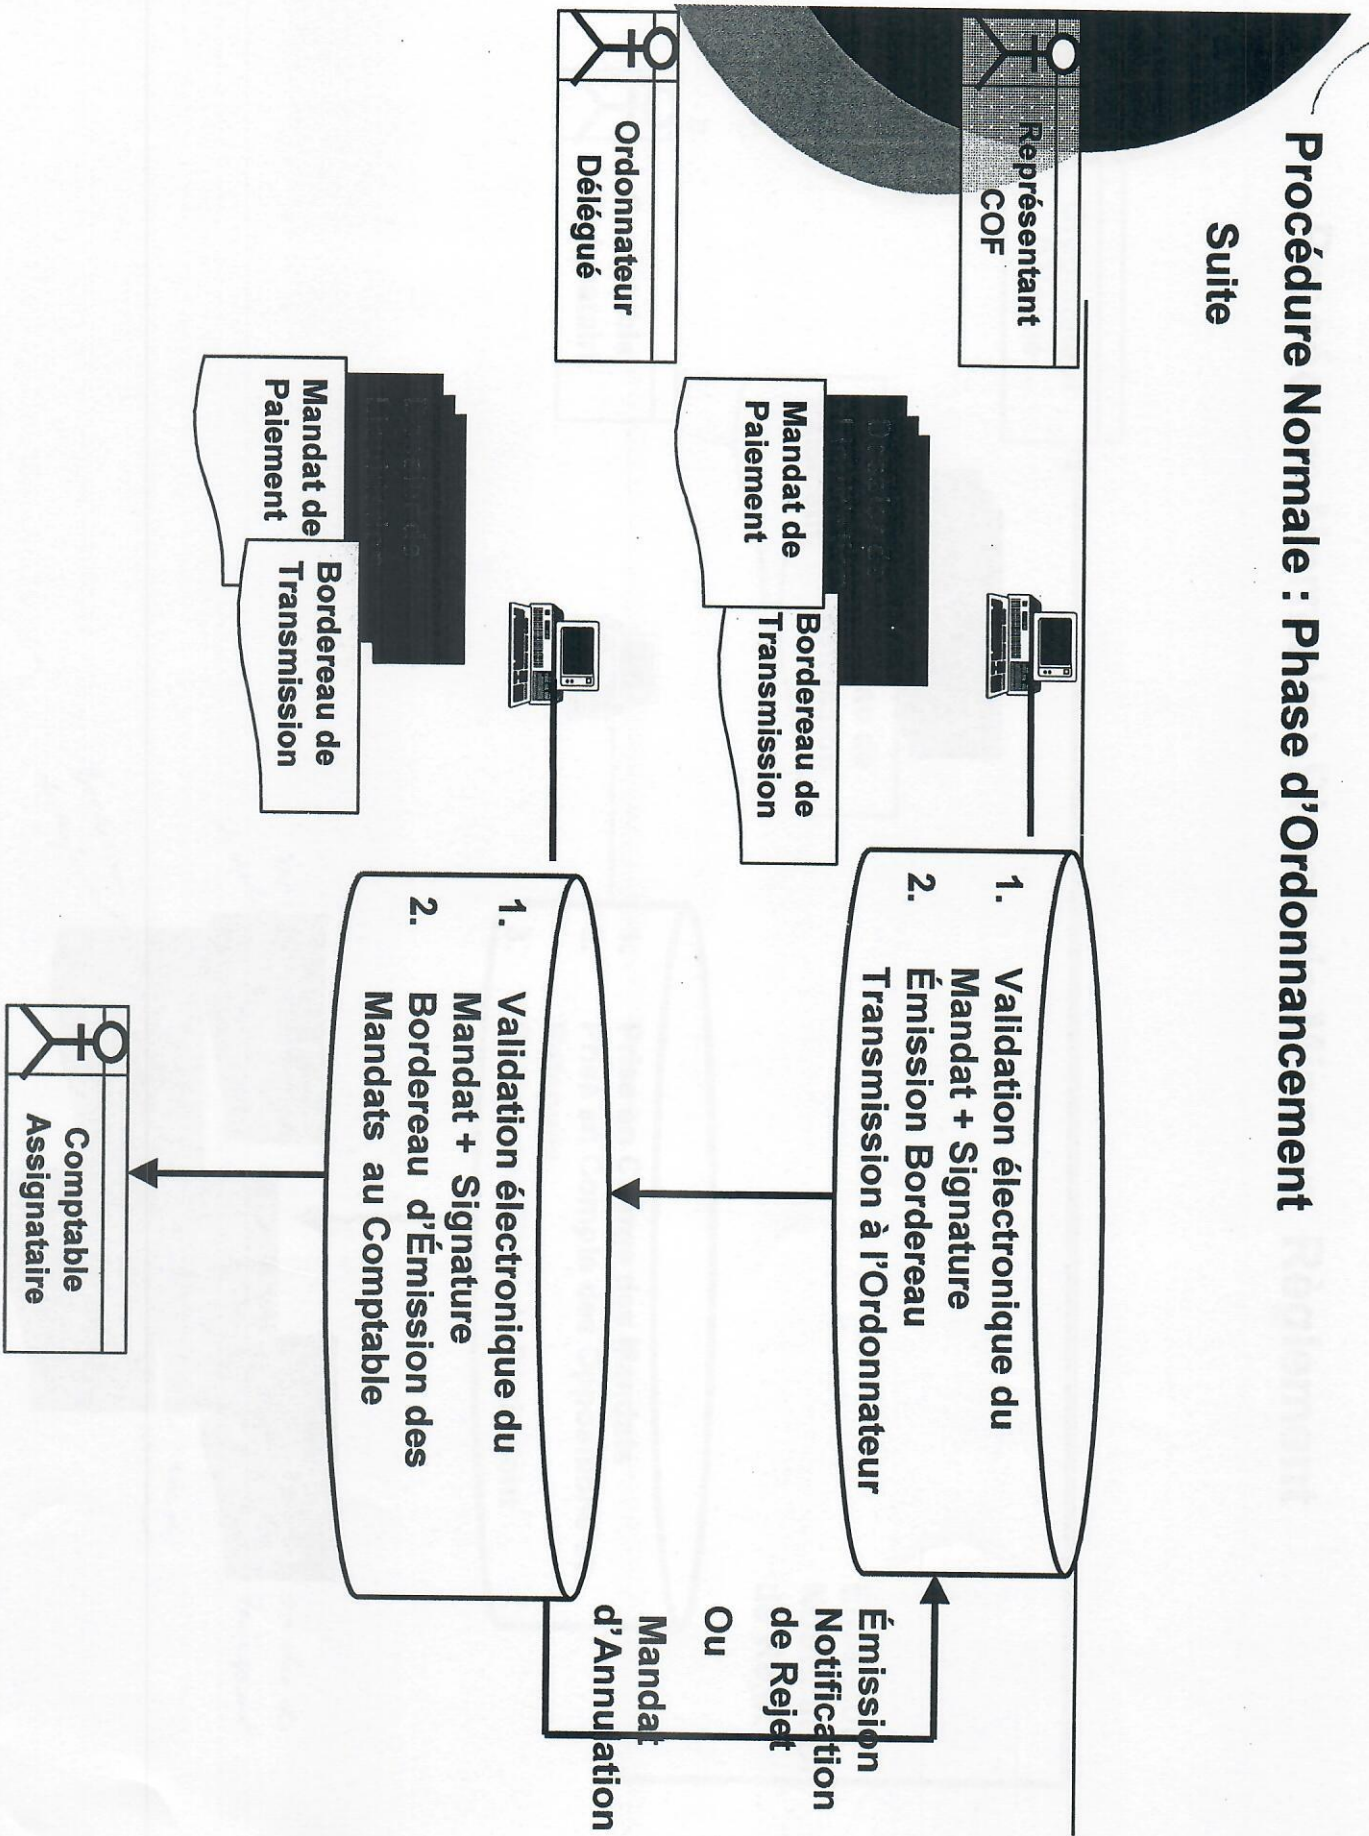 Procédure Normale : Phase d'Ordonnancement
Suite
Représentant
COF
1. Validation électronique du
Mandat + Signature
2. Émission Bordereau
Transmission à l'Ordonnateur
Mandat de
Paiement
Bordereau de
Transmission
Émission
Notification
de Rejet
Ou
Mandat
d'Annulation
Ordonnateur
Délégué
1. Validation électronique du
Mandat + Signature
2. Bordereau d'Émission des
Mandats au Comptable
Mandat de
Paiement
Bordereau de
Transmission
Comptable
Assignataire